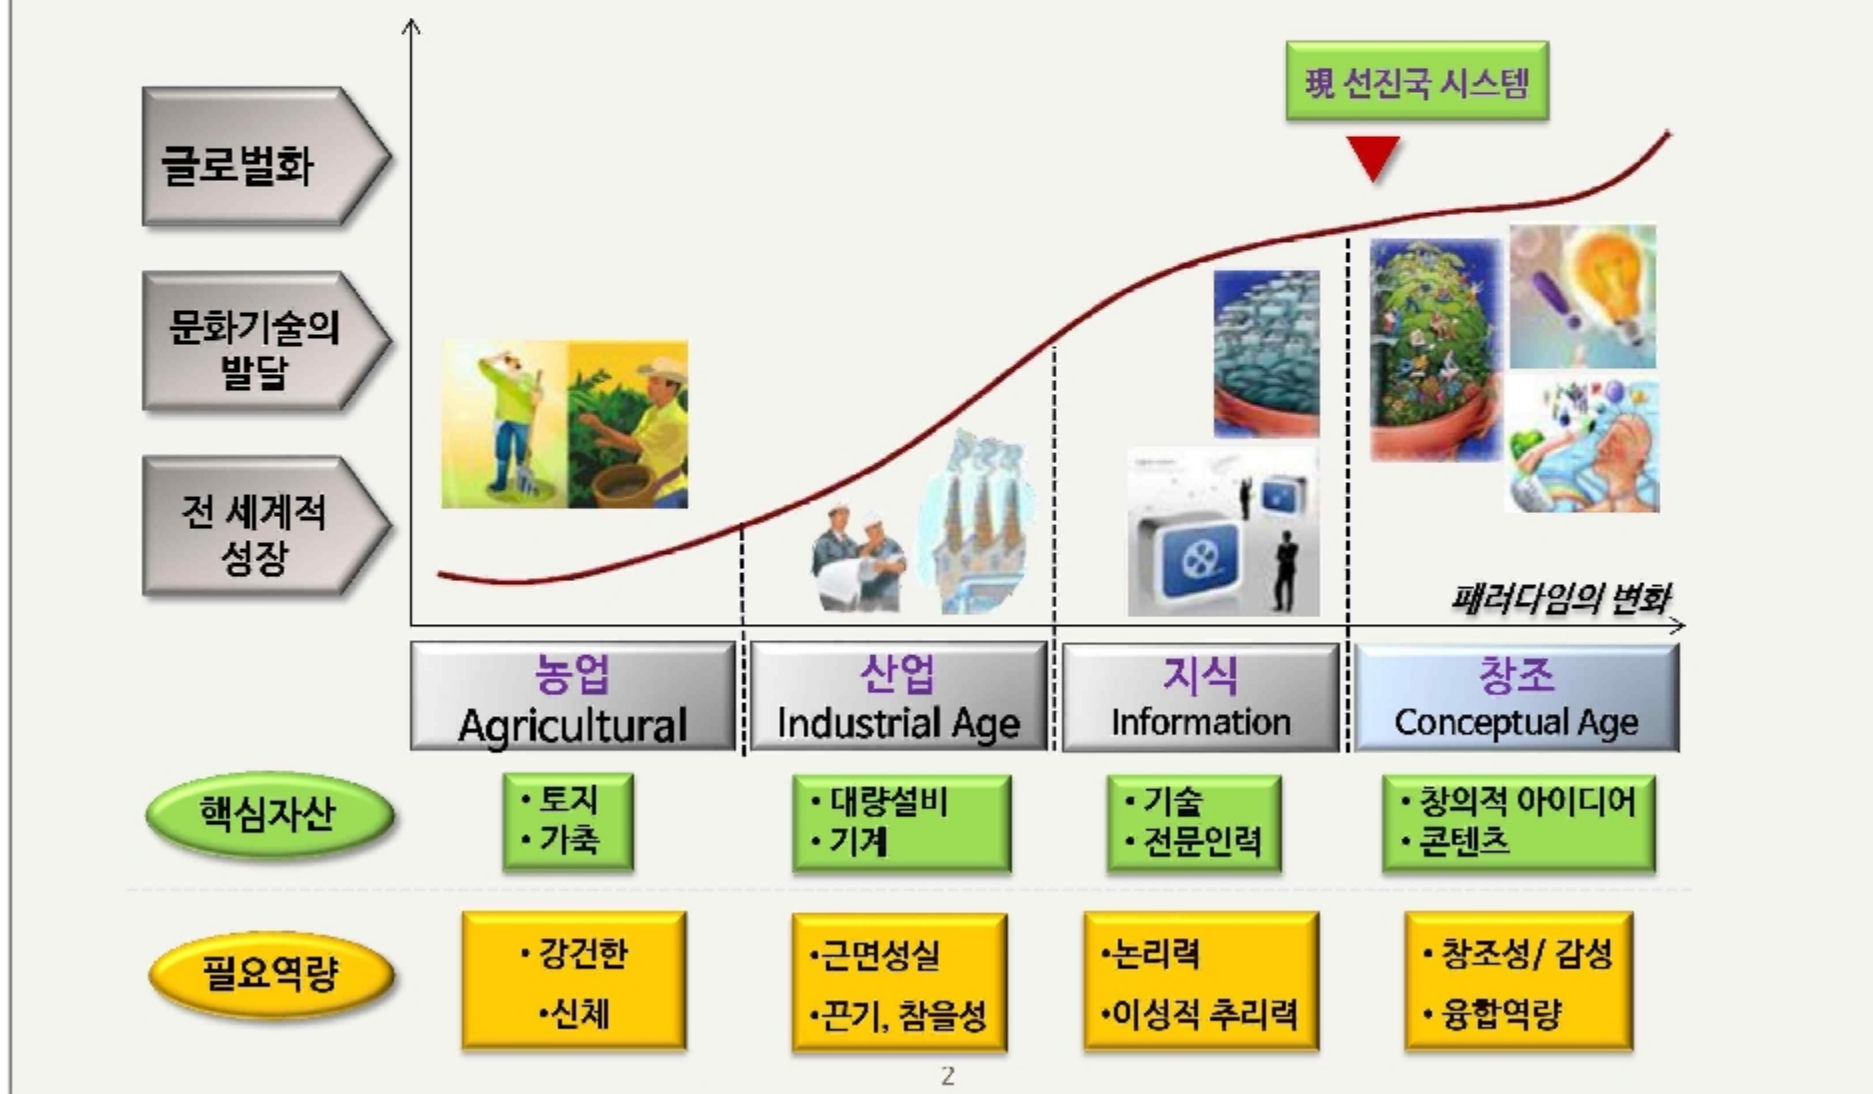 現 선진국 시스템
글로벌화
문화기술의
발달
전 세계적
성장
패러다임의 변화
농업
Agricultural
산업
Industrial Age
지식
Information
창조
Conceptual Age
핵심자산
• 토지
• 가축
• 대량설비
• 기계
• 기술
• 전문인력
• 창의적 아이디어
• 콘텐츠
필요역량
• 강건한
•신체
•근면성실
•끈기, 참을성
•논리력
•이성적 추리력
• 창조성/ 감성
• 융합역량
2